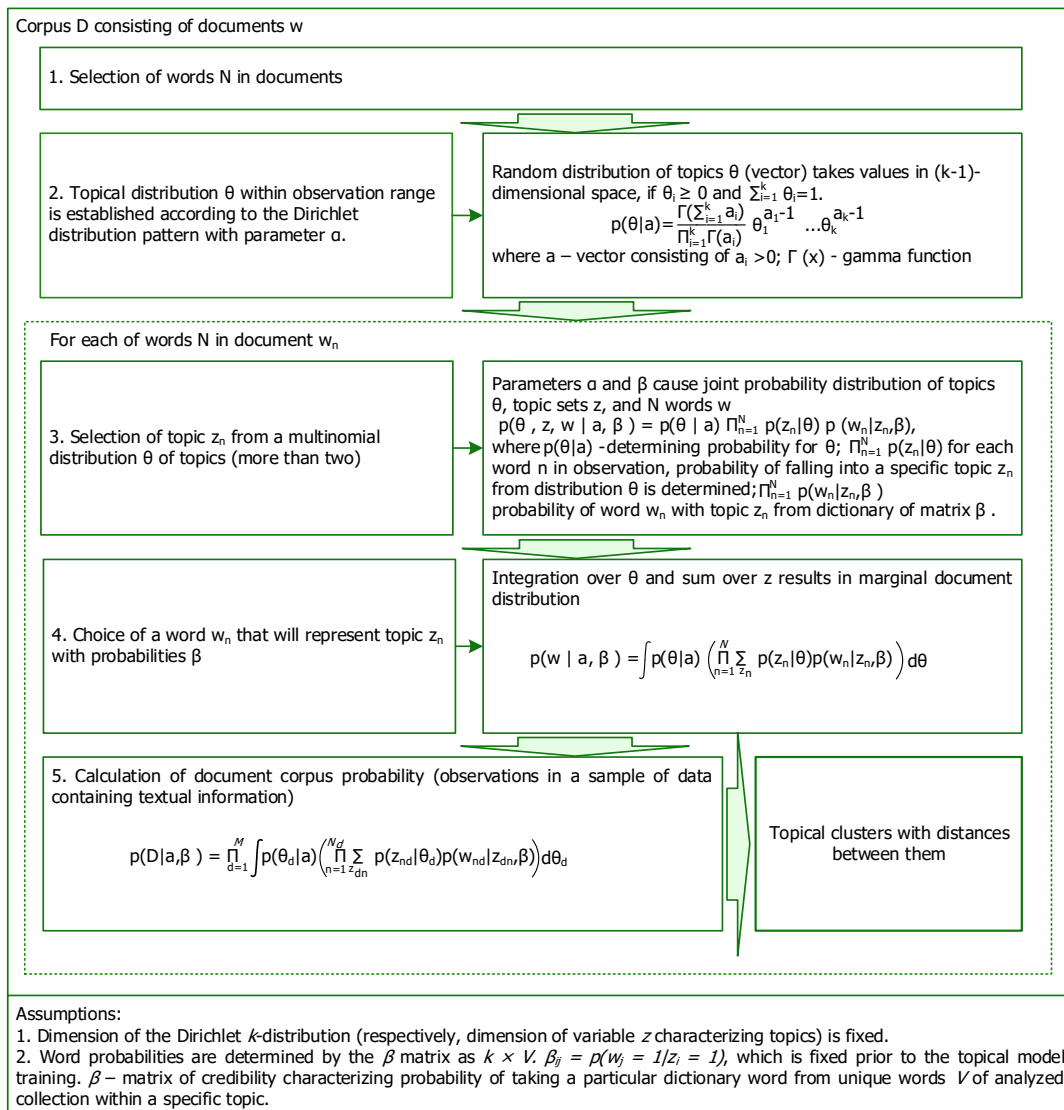 Corpus D consisting of documents w
1. Selection of words N in documents
2. Topical distribution θ within observation range
is established according to the Dirichlet
distribution pattern with parameter α.
Random distribution of topics θ (vector) takes values in (k-1)-
dimensional space, if θi ≥ 0 and ∑ᵏi=1 θi=1.
p(θ|a)=Γ(∑ᵏi=1 ai)/Πᵏi=1Γ(ai) θ1^a1-1 ...θk^ak-1
where a – vector consisting of ai >0; Γ (x) - gamma function
For each of words N in document wn
3. Selection of topic zn from a multinomial
distribution θ of topics (more than two)
Parameters α and β cause joint probability distribution of topics
θ, topic sets z, and N words w
p(θ , z, w | a, β ) = p(θ | a) Πᴺn=1 p(zn|θ) p (wn|zn,β),
where p(θ|a) -determining probability for θ; Πᴺn=1 p(zn|θ) for each
word n in observation, probability of falling into a specific topic zn
from distribution θ is determined; Πᴺn=1 p(wn|zn,β )
probability of word wn with topic zn from dictionary of matrix β .
4. Choice of a word wn that will represent topic zn
with probabilities β
Integration over θ and sum over z results in marginal document
distribution
p(w | a, β ) =∫p(θ|a) (Πᴺn=1 ∑zn p(zn|θ)p(wn|zn,β)) dθ
5. Calculation of document corpus probability (observations in a sample of data
containing textual information)
p(D|a,β ) = Πᴹd=1 ∫p(θd|a)(Π^Nd n=1 ∑zdn p(znd|θd)p(wnd|zdn,β))dθd
Topical clusters with distances
between them
Assumptions:
1. Dimension of the Dirichlet k-distribution (respectively, dimension of variable z characterizing topics) is fixed.
2. Word probabilities are determined by the β matrix as k × V. βij = p(wj = 1/zi = 1), which is fixed prior to the topical model
training. β – matrix of credibility characterizing probability of taking a particular dictionary word from unique words V of analyzed
collection within a specific topic.